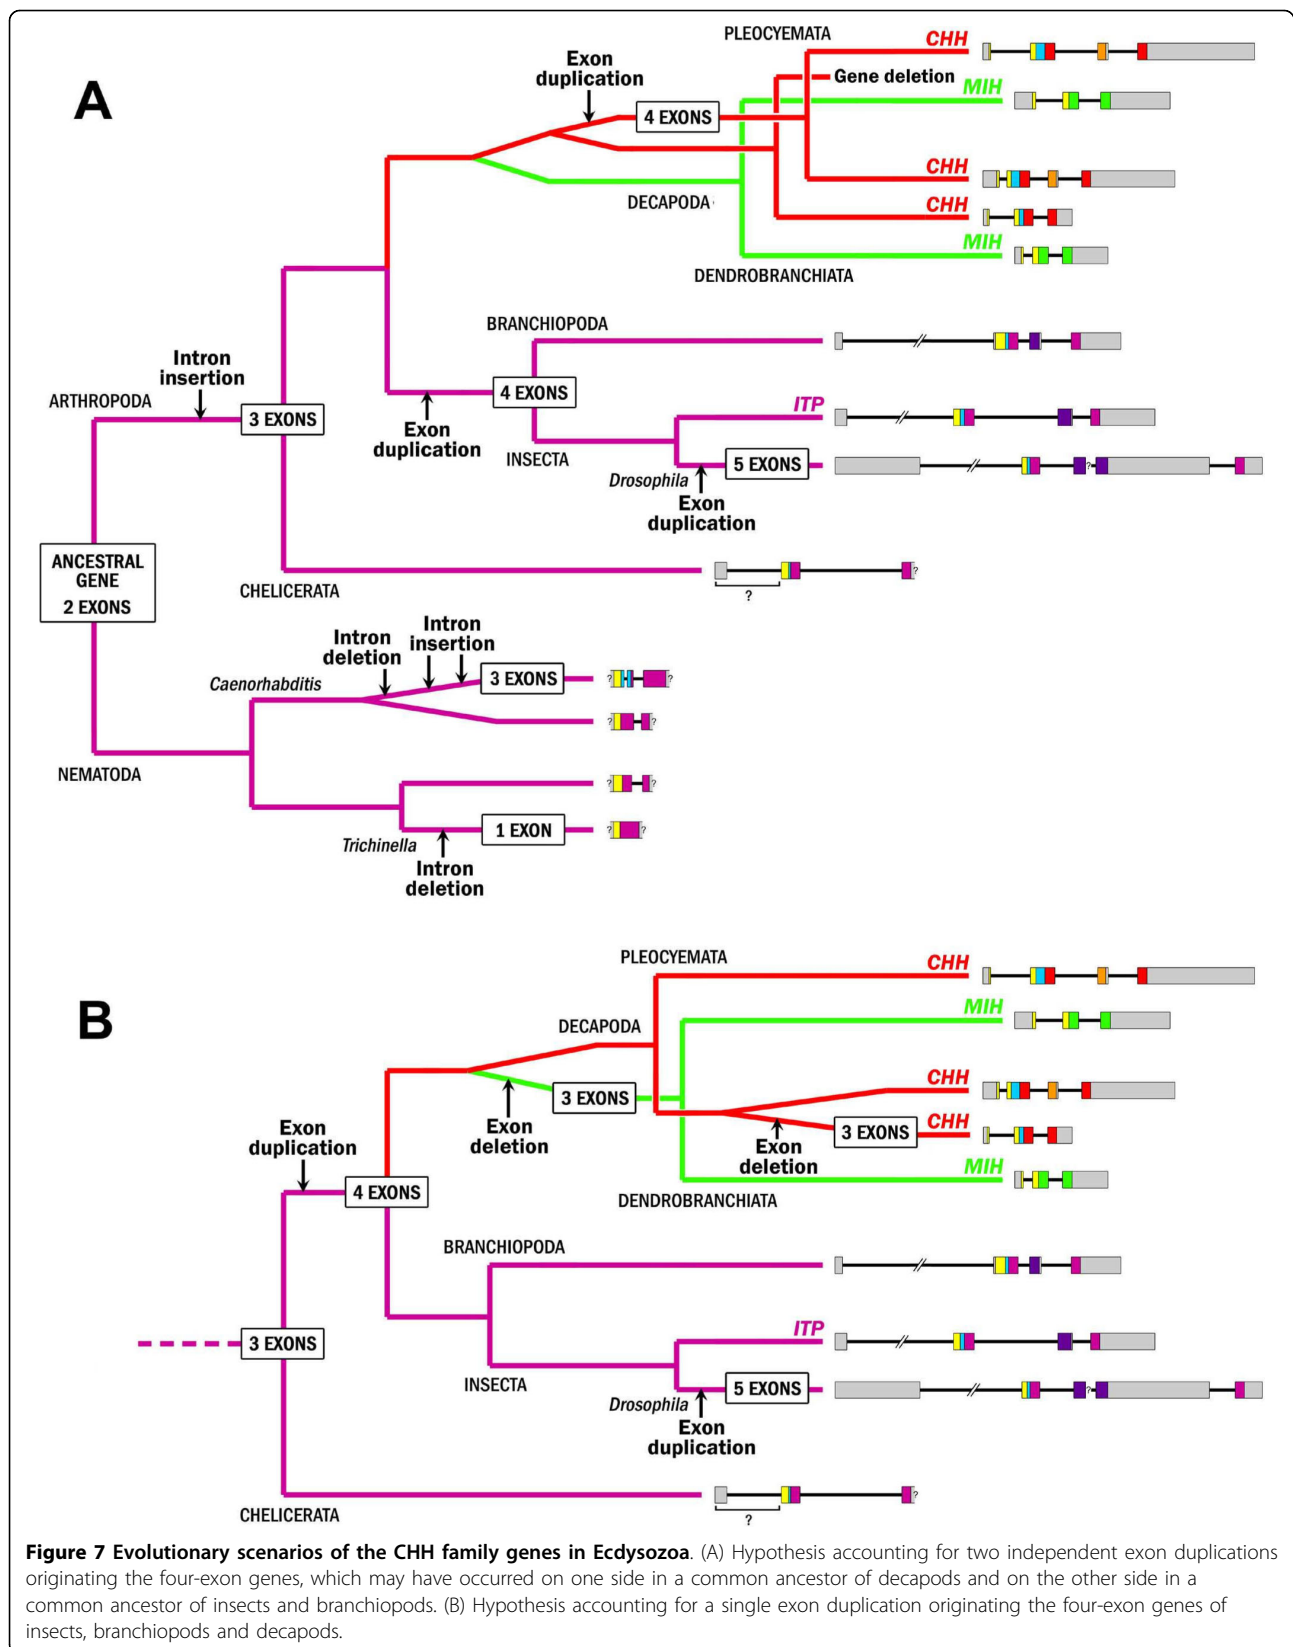 A
PLEOCYEMATA
CHH
Exon
duplication
Gene deletion
MIH
4 EXONS
CHH
DECAPODA
CHH
MIH
DENDROBRANCHIATA
BRANCHIOPODA
Intron
insertion
ARTHROPODA
4 EXONS
ITP
3 EXONS
Exon
duplication
INSECTA
5 EXONS
?
Drosophila
Exon
duplication
ANCESTRAL
GENE
2 EXONS
CHELICERATA
?
?
Intron
deletion
Intron
insertion
Caenorhabditis
3 EXONS
? ?
? ?
NEMATODA
? ?
1 EXON
? ?
Trichinella
Intron
deletion
B
PLEOCYEMATA
CHH
MIH
DECAPODA
CHH
3 EXONS
Exon
deletion
3 EXONS
CHH
Exon
deletion
Exon
duplication
MIH
4 EXONS
DENDROBRANCHIATA
BRANCHIOPODA
ITP
3 EXONS
INSECTA
5 EXONS
?
Drosophila
Exon
duplication
CHELICERATA
?
?
Figure 7 Evolutionary scenarios of the CHH family genes in Ecdysozoa. (A) Hypothesis accounting for two independent exon duplications
originating the four-exon genes, which may have occurred on one side in a common ancestor of decapods and on the other side in a
common ancestor of insects and branchiopods. (B) Hypothesis accounting for a single exon duplication originating the four-exon genes of
insects, branchiopods and decapods.